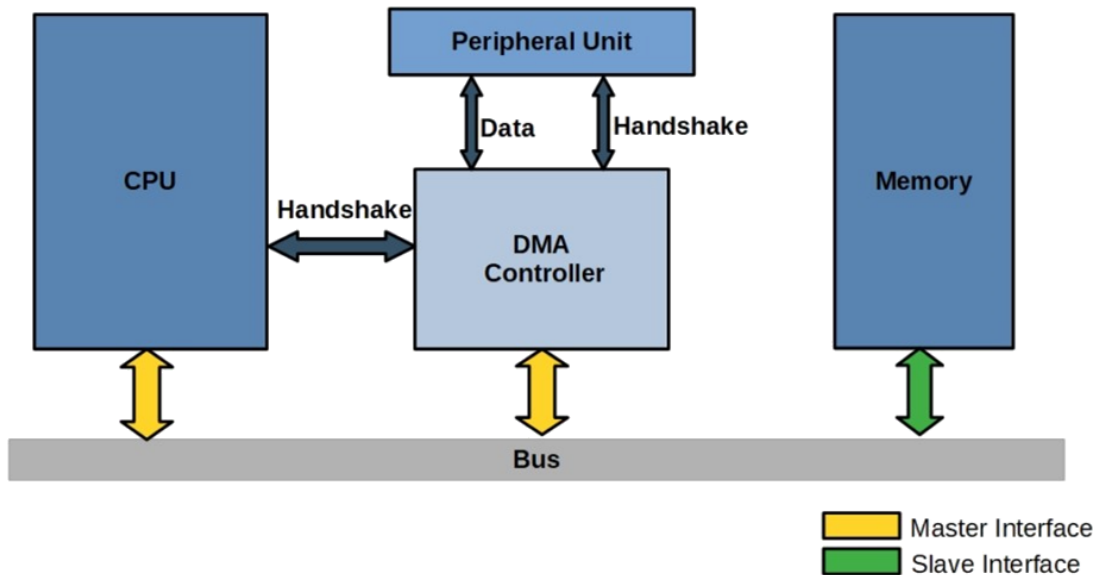 Peripheral Unit
Data
Handshake
CPU
Memory
Handshake
DMA
Controller
Bus
Master Interface
Slave Interface